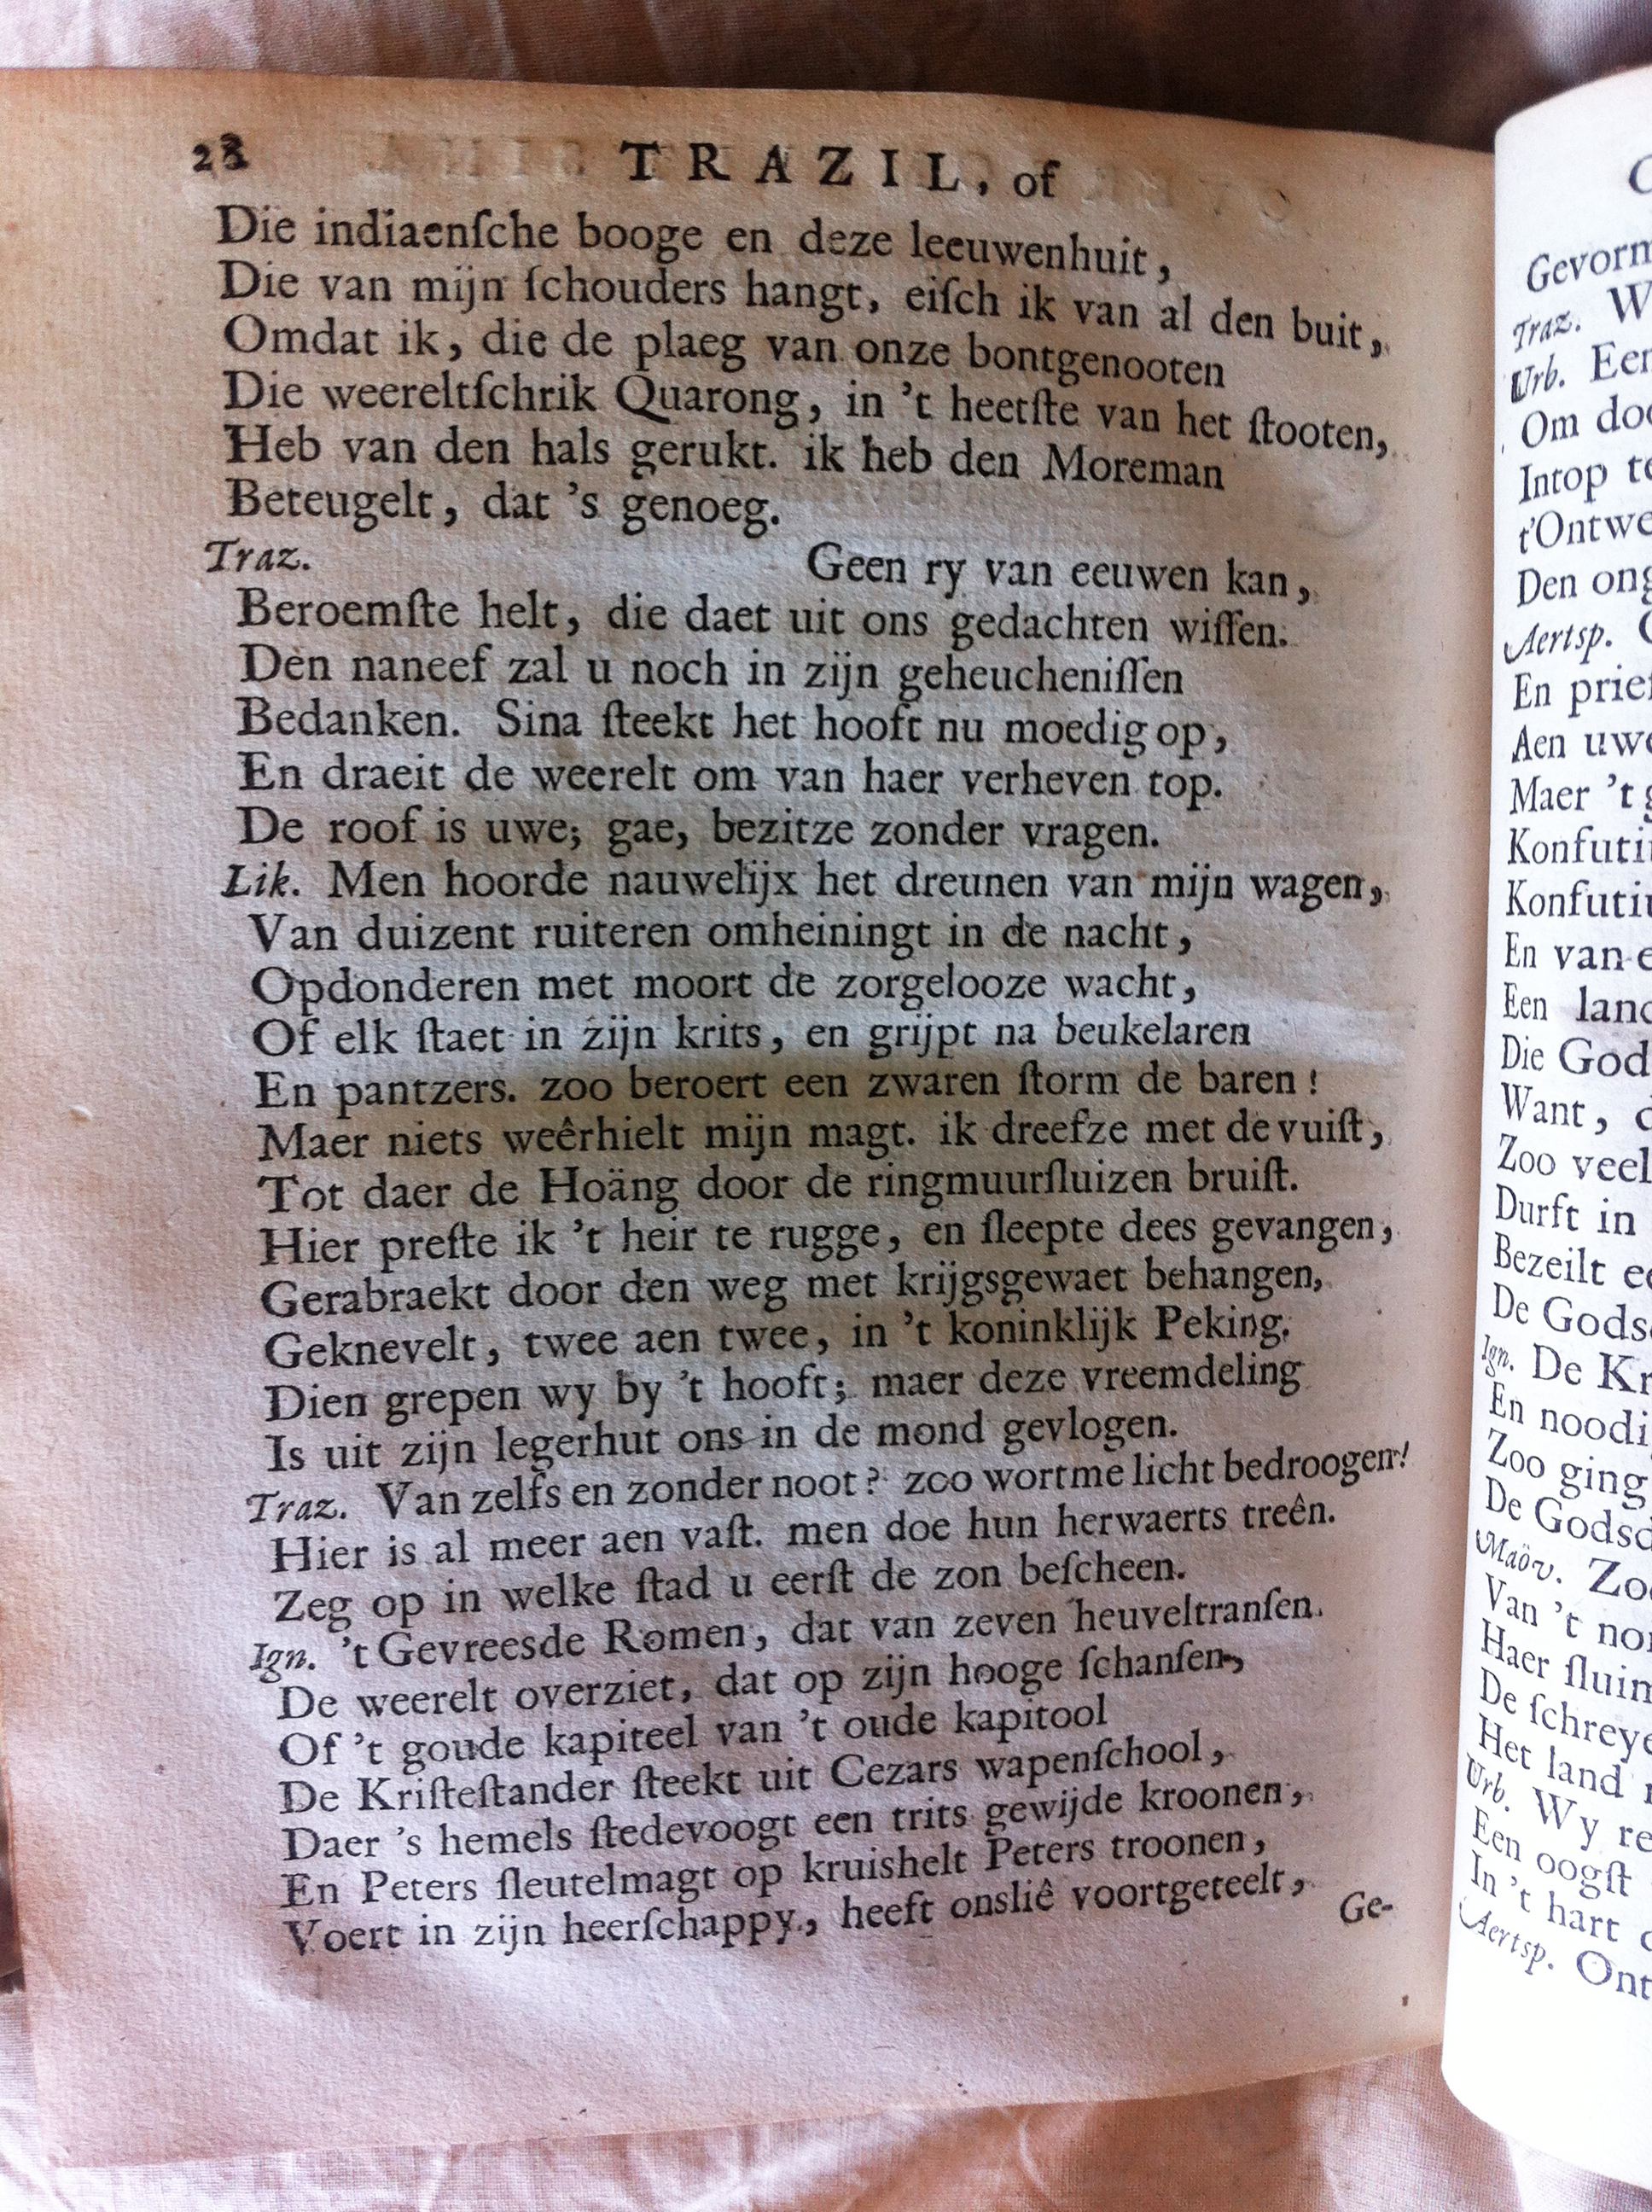 28 TRAZIL, of
Die indiaenſche booge en deze leeuwenhuit,
Die van mijn ſchouders hangt, eiſch ik van al den buit,
Omdat ik, die de plaeg van onze bontgenooten
Die weereltſchrik Quarong, in 't heetſte van het ſtooten,
Heb van den hals gerukt. ik heb den Moreman
Beteugelt, dat 's genoeg.
Traz. Geen ry van eeuwen kan,
Beroemſte helt, die daet uit ons gedachten wiſſen.
Den naneef zal u noch in zijn geheucheniſſen
Bedanken. Sina ſteekt het hooft nu moedig op,
En draeit de weerelt om van haer verheven top.
De roof is uwe; gae, bezitze zonder vragen.
Lik. Men hoorde nauwelijx het dreunen van mijn wagen,
Van duizent ruiteren omheiningt in de nacht,
Opdonderen met moort de zorgelooze wacht,
Of elk ſtaet in zijn krits, en grijpt na beukelaren
En pantzers. zoo beroert een zwaren ſtorm de baren!
Maer niets weêrhielt mijn magt. ik dreefze met de vuiſt,
Tot daer de Hoäng door de ringmuurſluizen bruiſt.
Hier preſte ik 't heir te rugge, en ſleepte dees gevangen,
Gerabraekt door den weg met krijgsgewaet behangen,
Geknevelt, twee aen twee, in 't koninklijk Peking.
Dien grepen wy by 't hooft; maer deze vreemdeling
Is uit zijn legerhut ons in de mond gevlogen.
Traz. Van zelfs en zonder noot? zoo wort me licht bedroogen!
Hier is al meer aen vaſt. men doe hun herwaerts treên.
Zeg op in welke ſtad u eerſt de zon beſcheen.
Ign. 't Gevreesde Romen, dat van zeven heuveltranſen
De weerelt overziet, dat op zijn hooge ſchanſen,
Of 't goude kapiteel van 't oude kapitool
De Kriſteſtander ſteekt uit Cezars wapenſchool,
Daer 's hemels ſtedevoogt een trits gewijde kroonen,
En Peters ſleutelmagt op kruishelt Peters troonen,
Voert in zijn heerſchappy, heeft onsliê voortgeteelt,
Ge-
Gevorm
Traz. W
Urb. Een
Om doo
Intop te
t'Ontwe
Den ong
Aertsp.
En prieſ
Aen uwe
Maer 't g
Konfuti
Konfutiu
En van e
Een land
Die God
Want, d
Zoo veel
Durft in
Bezeilt e
De Gods
Ign. De Kr
En noodi
Zoo ging
De Godsd
Maöv. Zoo
Van 't no
Haer ſluim
De ſchreye
Het land
Urb. Wy re
Een oogſt
In 't hart
Aertsp. Ont